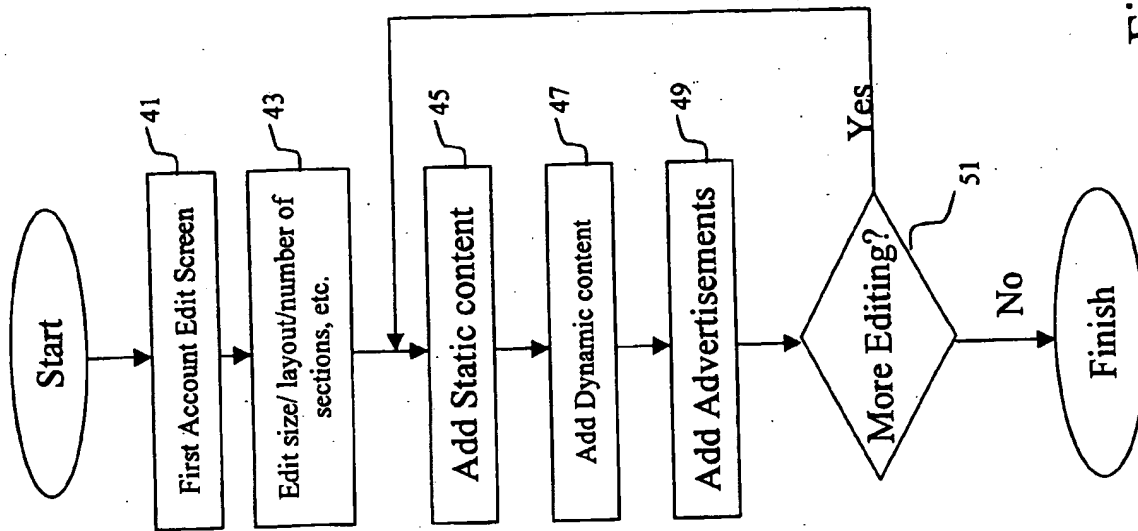 Start
41
First Account Edit Screen
43
Edit size/ layout/number of
sections, etc.
45
Add Static content
47
Add Dynamic content
49
Add Advertisements
Yes
More Editing?
51
No
Finish